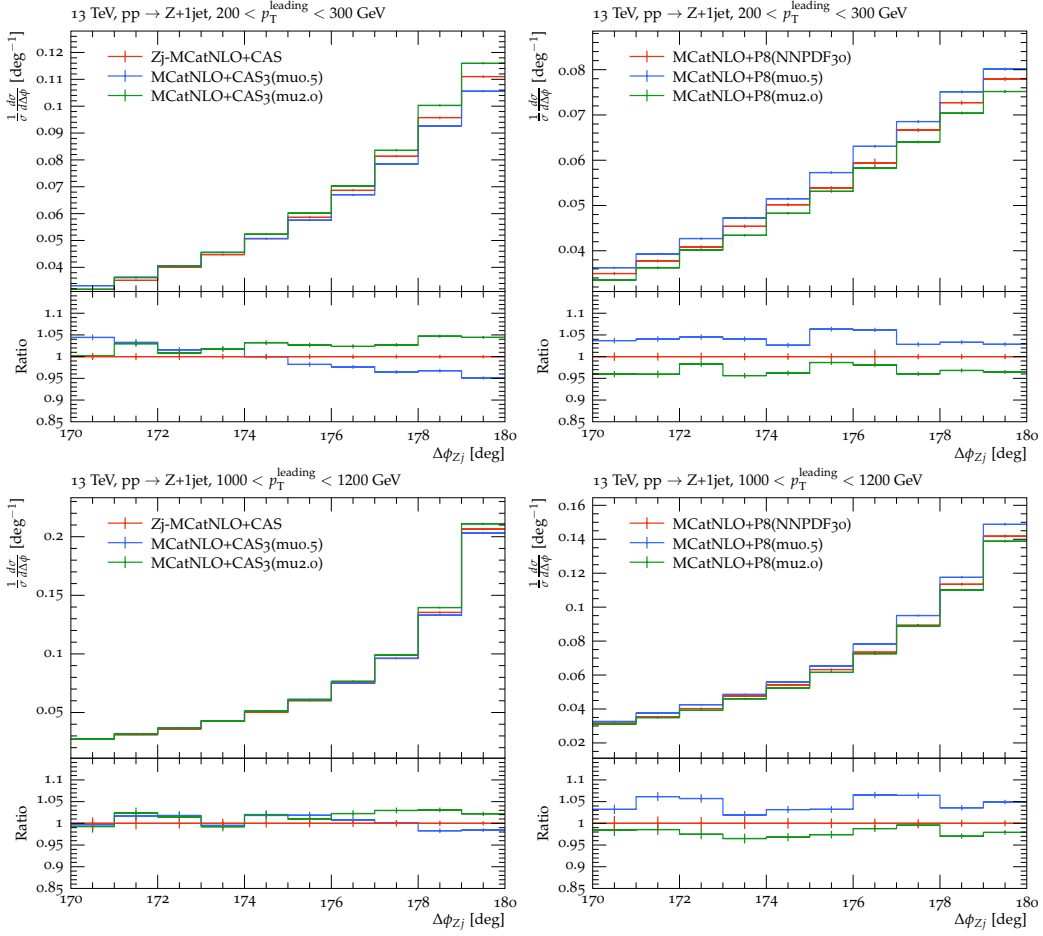 13 TeV, pp → Z+1jet, 200 < p_T^leading < 300 GeV
Zj-MCatNLO+CAS
MCatNLO+CAS3(mu0.5)
MCatNLO+CAS3(mu2.0)
1/σ dσ/dΔϕ [deg⁻¹]
0.12
0.11
0.1
0.09
0.08
0.07
0.06
0.05
0.04
Ratio
1.1
1.05
1
0.95
0.9
0.85
170 172 174 176 178 180
Δϕ_Zj [deg]
13 TeV, pp → Z+1jet, 200 < p_T^leading < 300 GeV
MCatNLO+P8(NNPDF30)
MCatNLO+P8(mu0.5)
MCatNLO+P8(mu2.0)
1/σ dσ/dΔϕ [deg⁻¹]
0.08
0.07
0.06
0.05
0.04
Ratio
1.1
1.05
1
0.95
0.9
0.85
170 172 174 176 178 180
Δϕ_Zj [deg]
13 TeV, pp → Z+1jet, 1000 < p_T^leading < 1200 GeV
Zj-MCatNLO+CAS
MCatNLO+CAS3(mu0.5)
MCatNLO+CAS3(mu2.0)
1/σ dσ/dΔϕ [deg⁻¹]
0.2
0.15
0.1
0.05
Ratio
1.1
1.05
1
0.95
0.9
0.85
170 172 174 176 178 180
Δϕ_Zj [deg]
13 TeV, pp → Z+1jet, 1000 < p_T^leading < 1200 GeV
MCatNLO+P8(NNPDF30)
MCatNLO+P8(mu0.5)
MCatNLO+P8(mu2.0)
1/σ dσ/dΔϕ [deg⁻¹]
0.16
0.14
0.12
0.1
0.08
0.06
0.04
0.02
Ratio
1.1
1.05
1
0.95
0.9
0.85
170 172 174 176 178 180
Δϕ_Zj [deg]